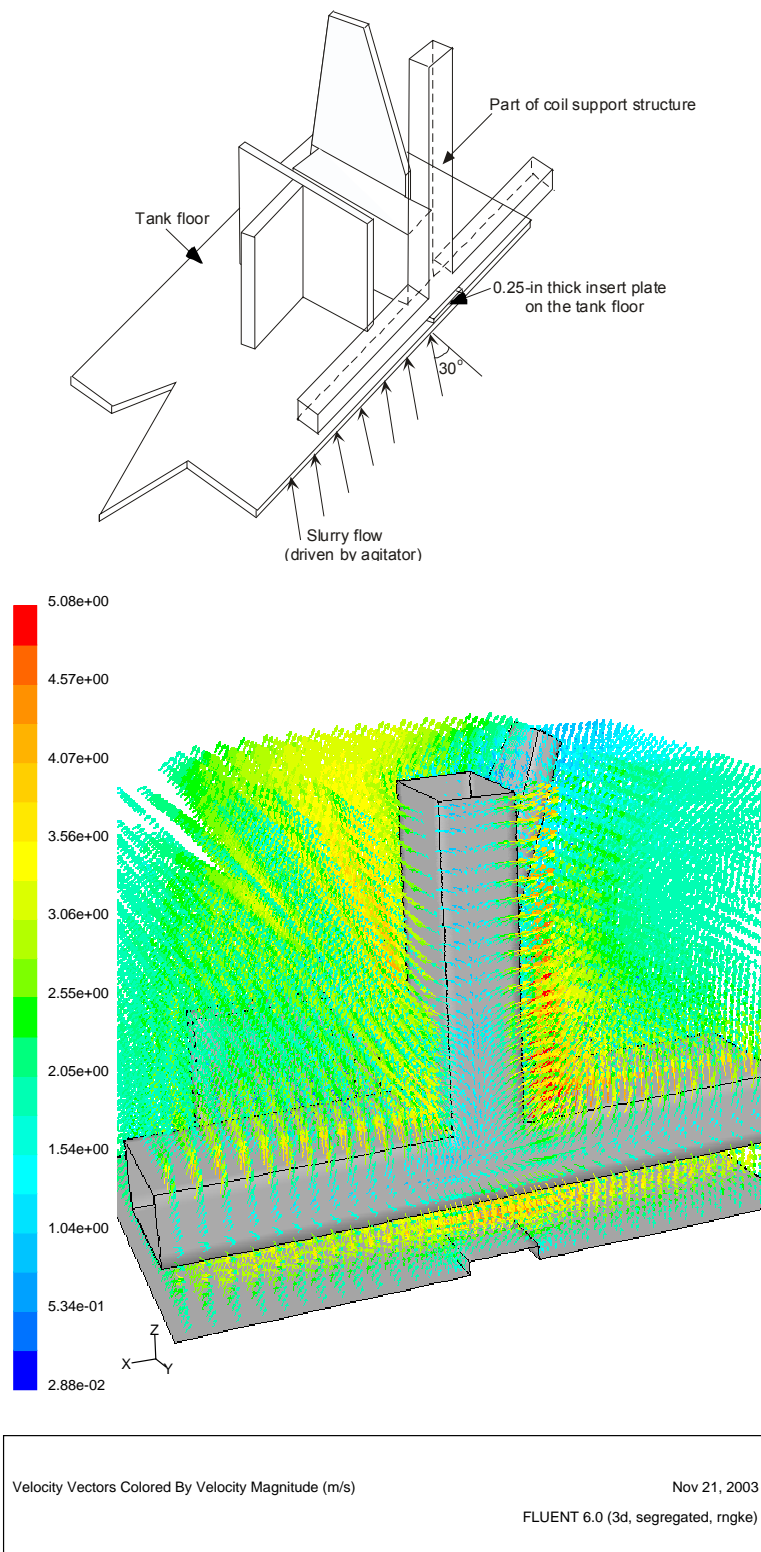 Part of coil support structure
Tank floor
0.25-in thick insert plate
on the tank floor
30°
Slurry flow
(driven by agitator)
5.08e+00
4.57e+00
4.07e+00
3.56e+00
3.06e+00
2.55e+00
2.05e+00
1.54e+00
1.04e+00
5.34e-01
2.88e-02
Z
X
Y
Velocity Vectors Colored By Velocity Magnitude (m/s)
Nov 21, 2003
FLUENT 6.0 (3d, segregated, rngke)